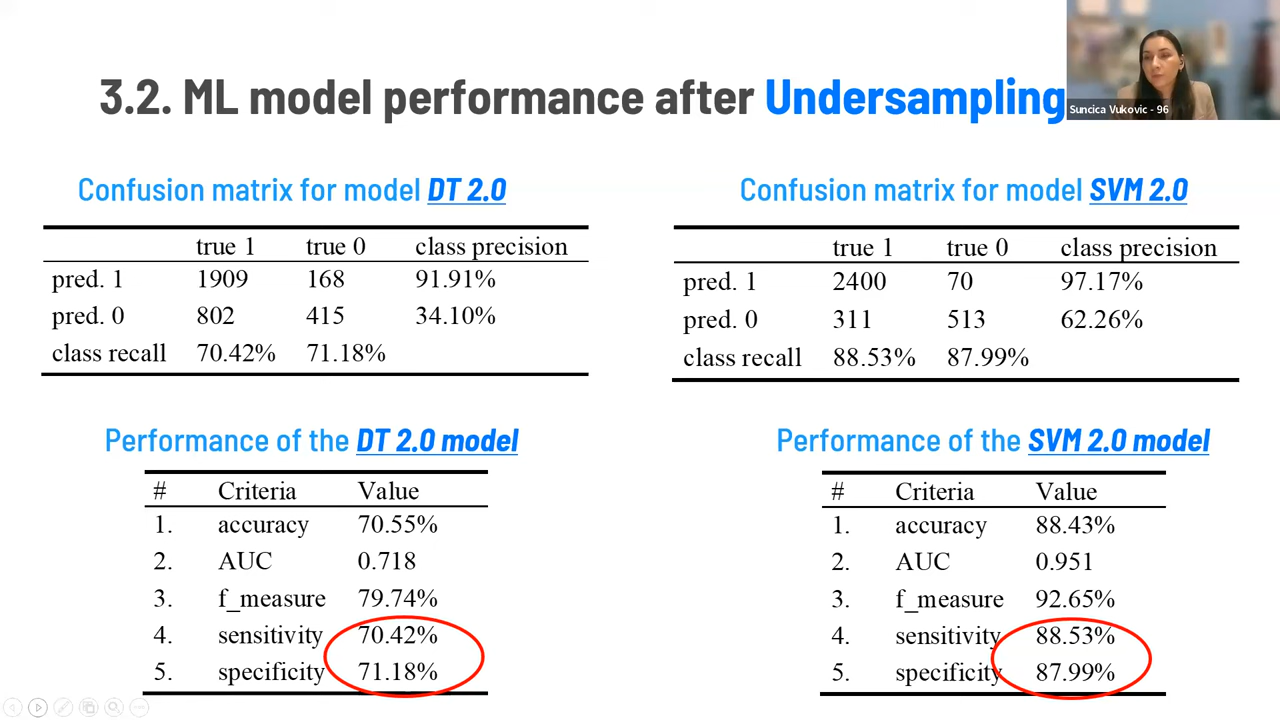 3.2. ML model performance after Undersampling
Suncica Vukovic - 96
Confusion matrix for model DT 2.0
true 1 true 0 class precision
pred. 1 1909 168 91.91%
pred. 0 802 415 34.10%
class recall 70.42% 71.18%
Confusion matrix for model SVM 2.0
true 1 true 0 class precision
pred. 1 2400 70 97.17%
pred. 0 311 513 62.26%
class recall 88.53% 87.99%
Performance of the DT 2.0 model
# Criteria Value
1. accuracy 70.55%
2. AUC 0.718
3. f_measure 79.74%
4. sensitivity 70.42%
5. specificity 71.18%
Performance of the SVM 2.0 model
# Criteria Value
1. accuracy 88.43%
2. AUC 0.951
3. f_measure 92.65%
4. sensitivity 88.53%
5. specificity 87.99%